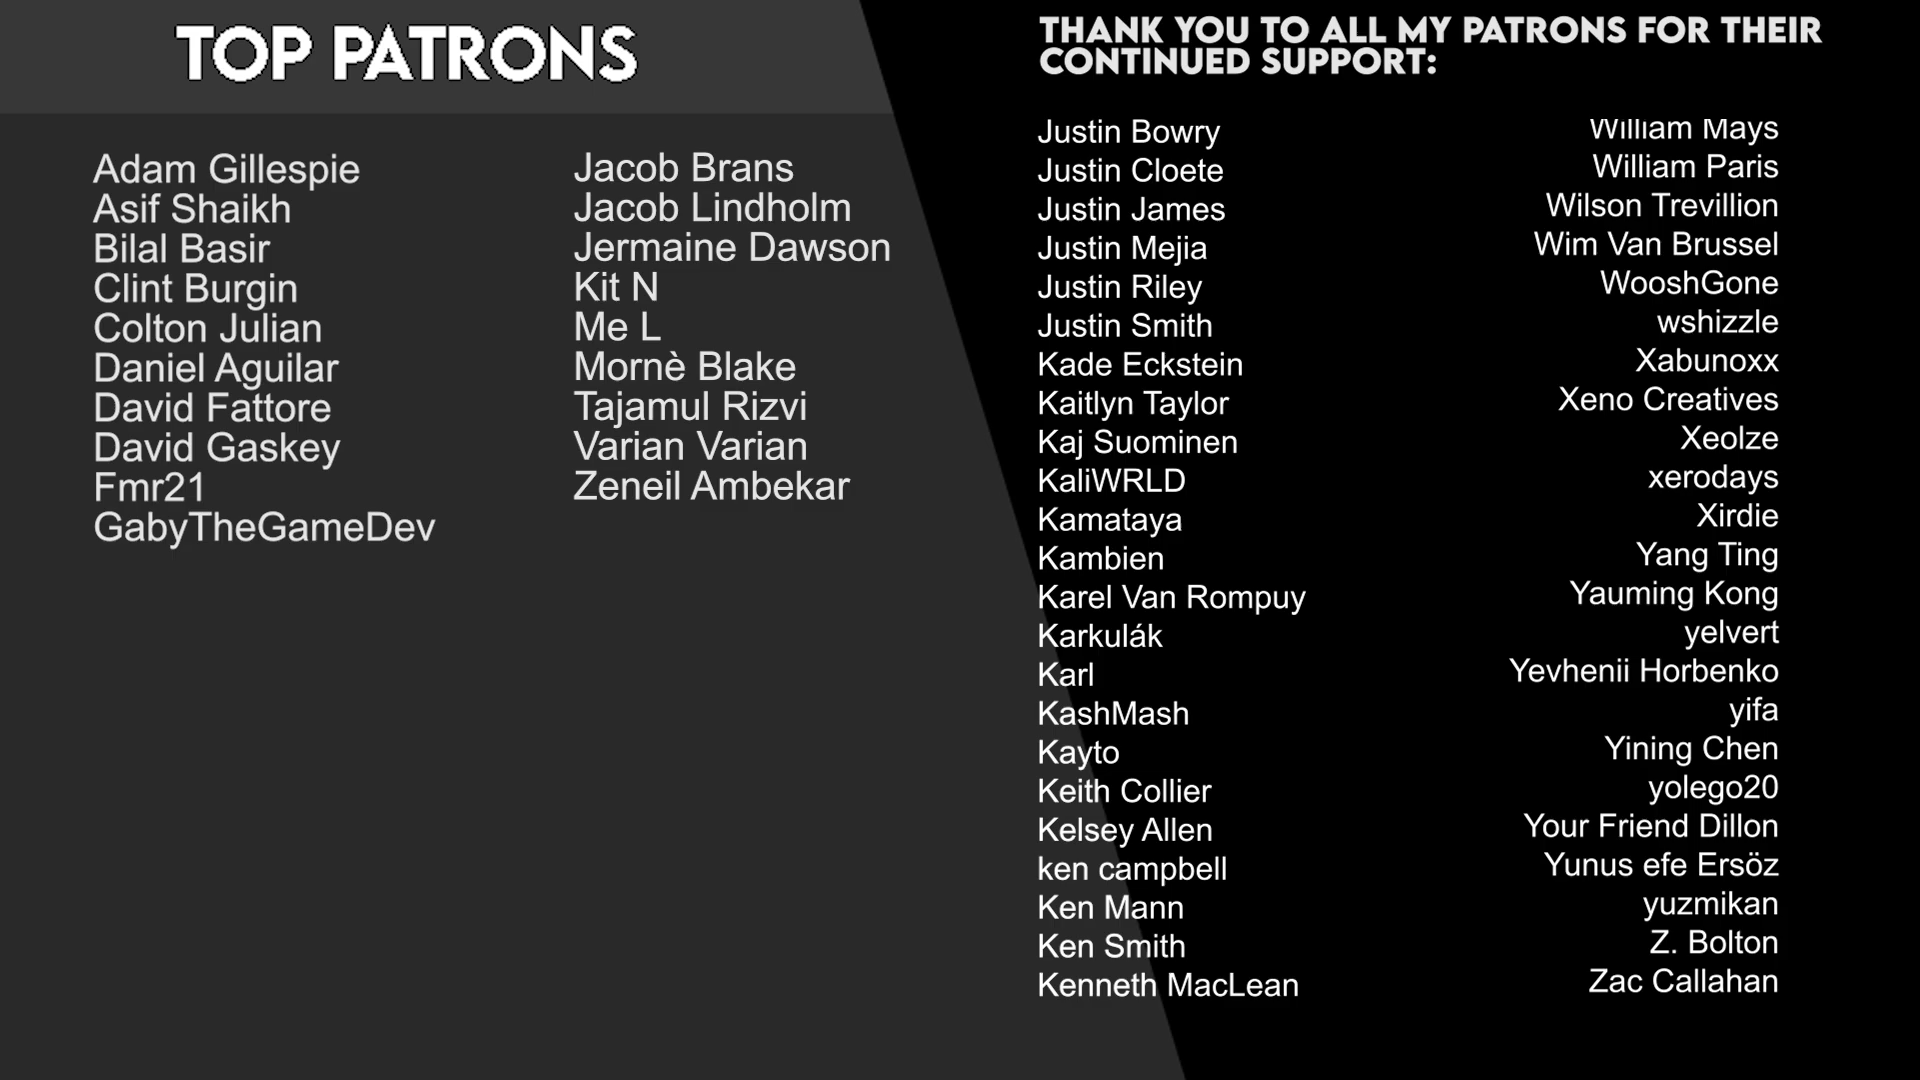 TOP PATRONS
Adam Gillespie
Asif Shaikh
Bilal Basir
Clint Burgin
Colton Julian
Daniel Aguilar
David Fattore
David Gaskey
Fmr21
GabyTheGameDev
Jacob Brans
Jacob Lindholm
Jermaine Dawson
Kit N
Me L
Mornè Blake
Tajamul Rizvi
Varian Varian
Zeneil Ambekar
THANK YOU TO ALL MY PATRONS FOR THEIR
CONTINUED SUPPORT:
Justin Bowry
Justin Cloete
Justin James
Justin Mejia
Justin Riley
Justin Smith
Kade Eckstein
Kaitlyn Taylor
Kaj Suominen
KaliWRLD
Kamataya
Kambien
Karel Van Rompuy
Karkulák
Karl
KashMash
Kayto
Keith Collier
Kelsey Allen
ken campbell
Ken Mann
Ken Smith
Kenneth MacLean
William Mays
William Paris
Wilson Trevillion
Wim Van Brussel
WooshGone
wshizzle
Xabunoxx
Xeno Creatives
Xeolze
xerodays
Xirdie
Yang Ting
Yauming Kong
yelvert
Yevhenii Horbenko
yifa
Yining Chen
yolego20
Your Friend Dillon
Yunus efe Ersöz
yuzmikan
Z. Bolton
Zac Callahan